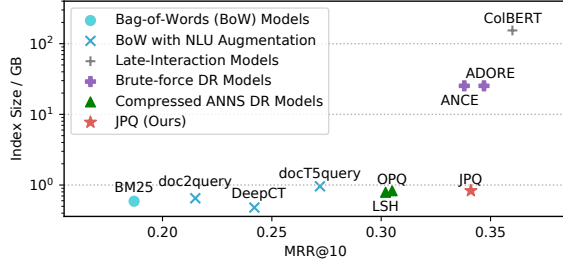 Bag-of-Words (BoW) Models
BoW with NLU Augmentation
Late-Interaction Models
Brute-force DR Models
Compressed ANNS DR Models
JPQ (Ours)
ColBERT
ADORE
ANCE
docT5query
doc2query
DeepCT
BM25
OPQ
LSH
JPQ
Index Size / GB
10²
10¹
10⁰
0.20 0.25 0.30 0.35
MRR@10